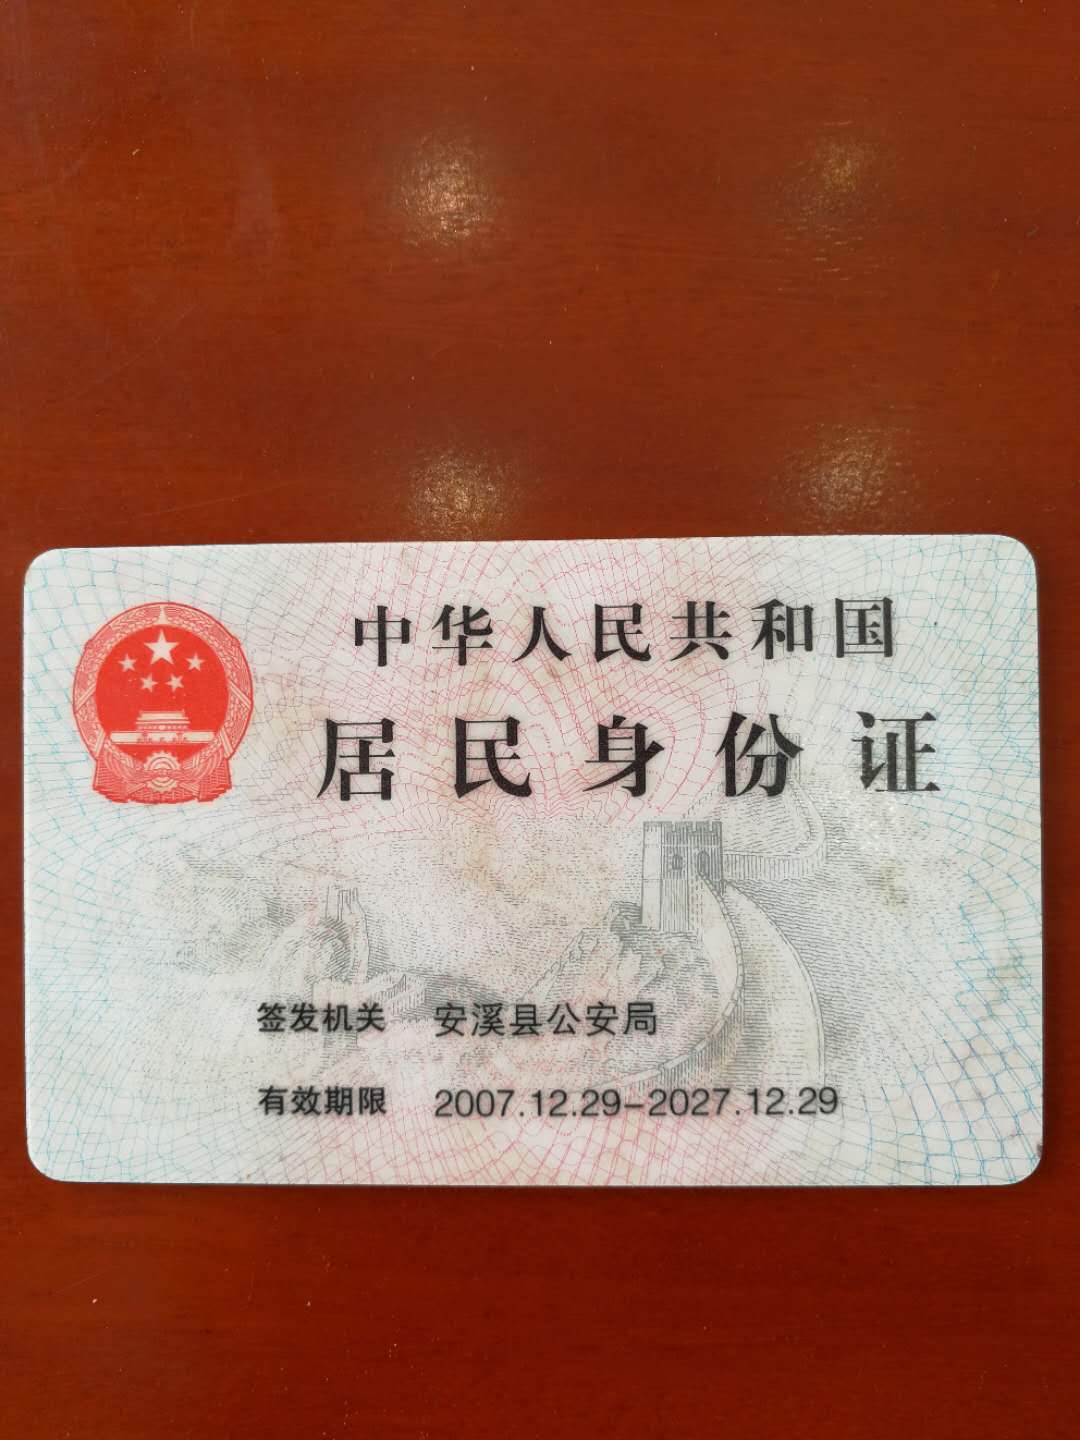 中华人民共和国
居民身份证
签发机关 安溪县公安局
有效期限 2007.12.29-2027.12.29